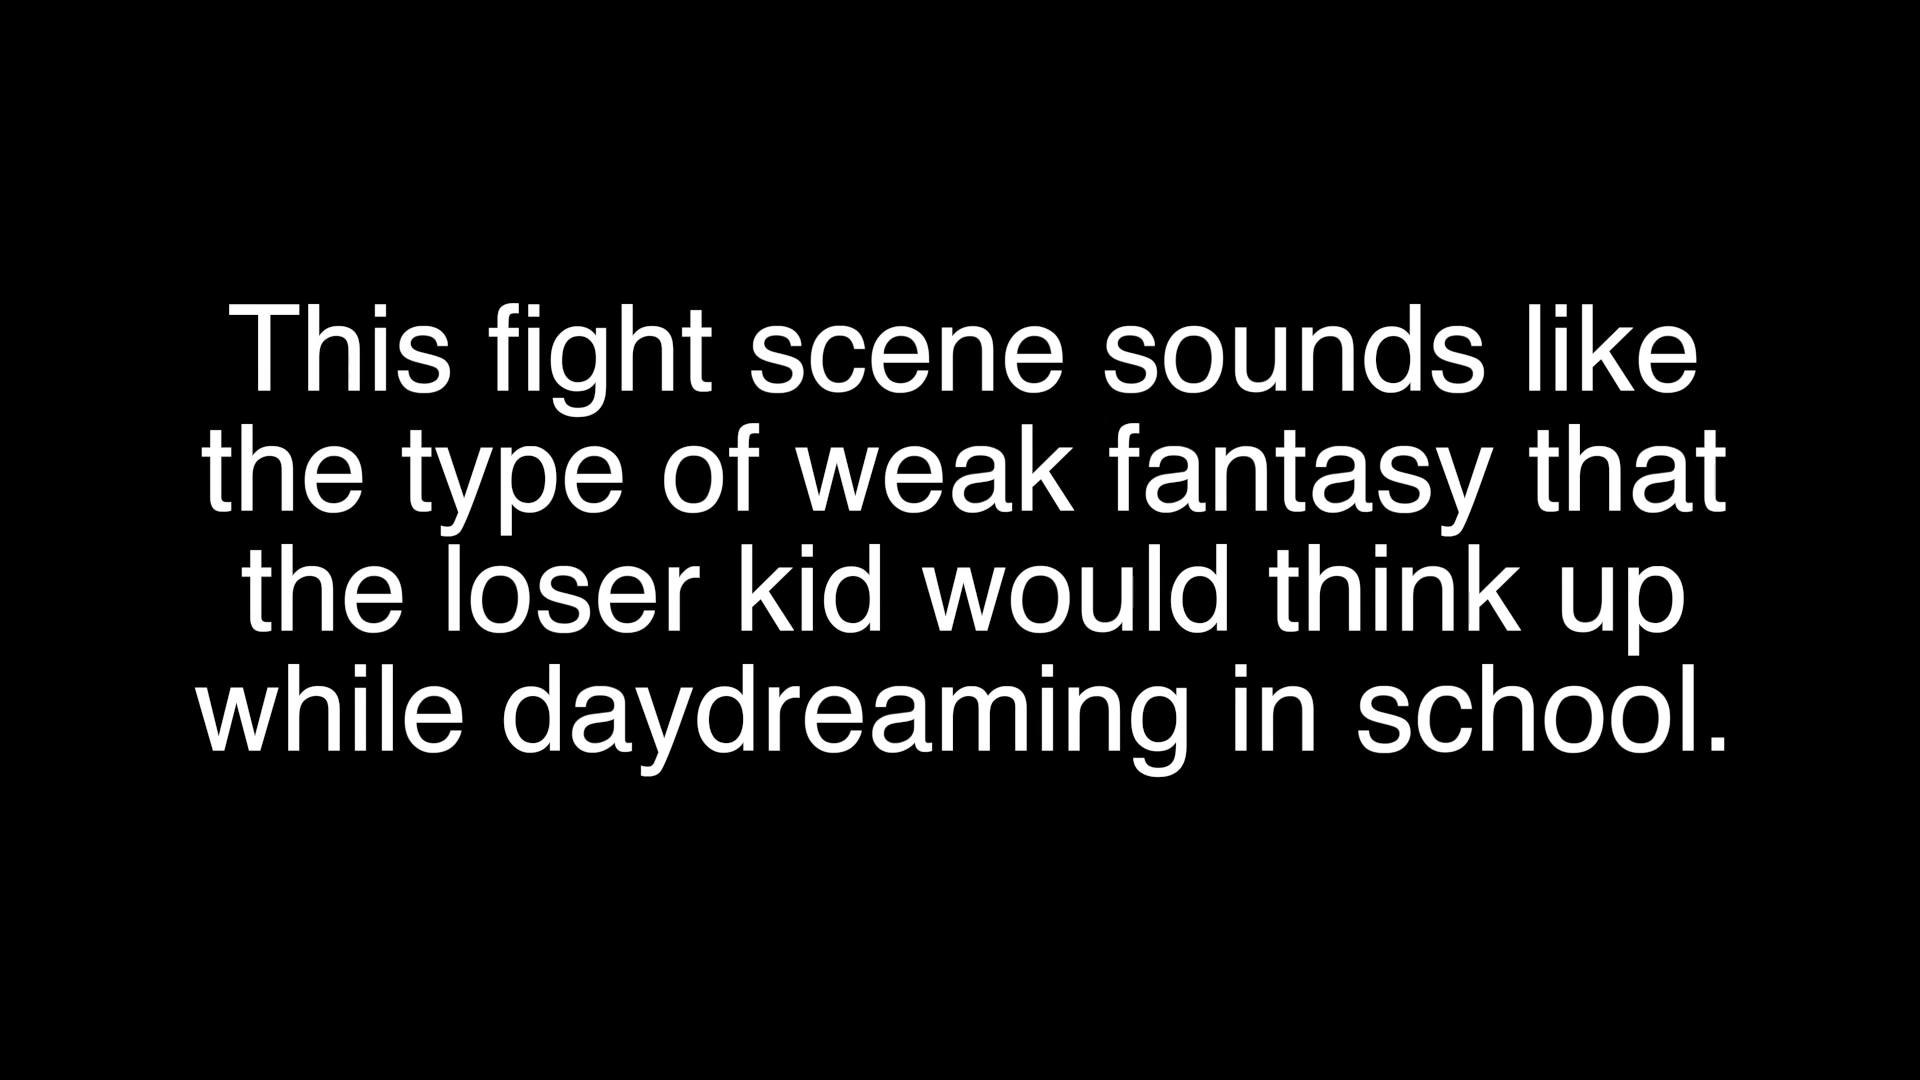 This fight scene sounds like
the type of weak fantasy that
the loser kid would think up
while daydreaming in school.